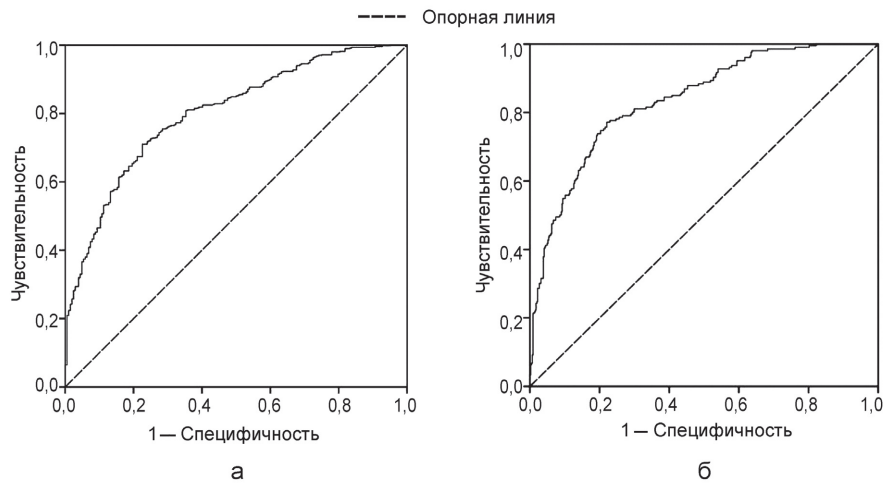 Опорная линия
1,0
0,8
0,6
0,4
0,2
0,0
Чувствительность
0,0 0,2 0,4 0,6 0,8 1,0
1 — Специфичность
а
1,0
0,8
0,6
0,4
0,2
0,0
Чувствительность
0,0 0,2 0,4 0,6 0,8 1,0
1 — Специфичность
б